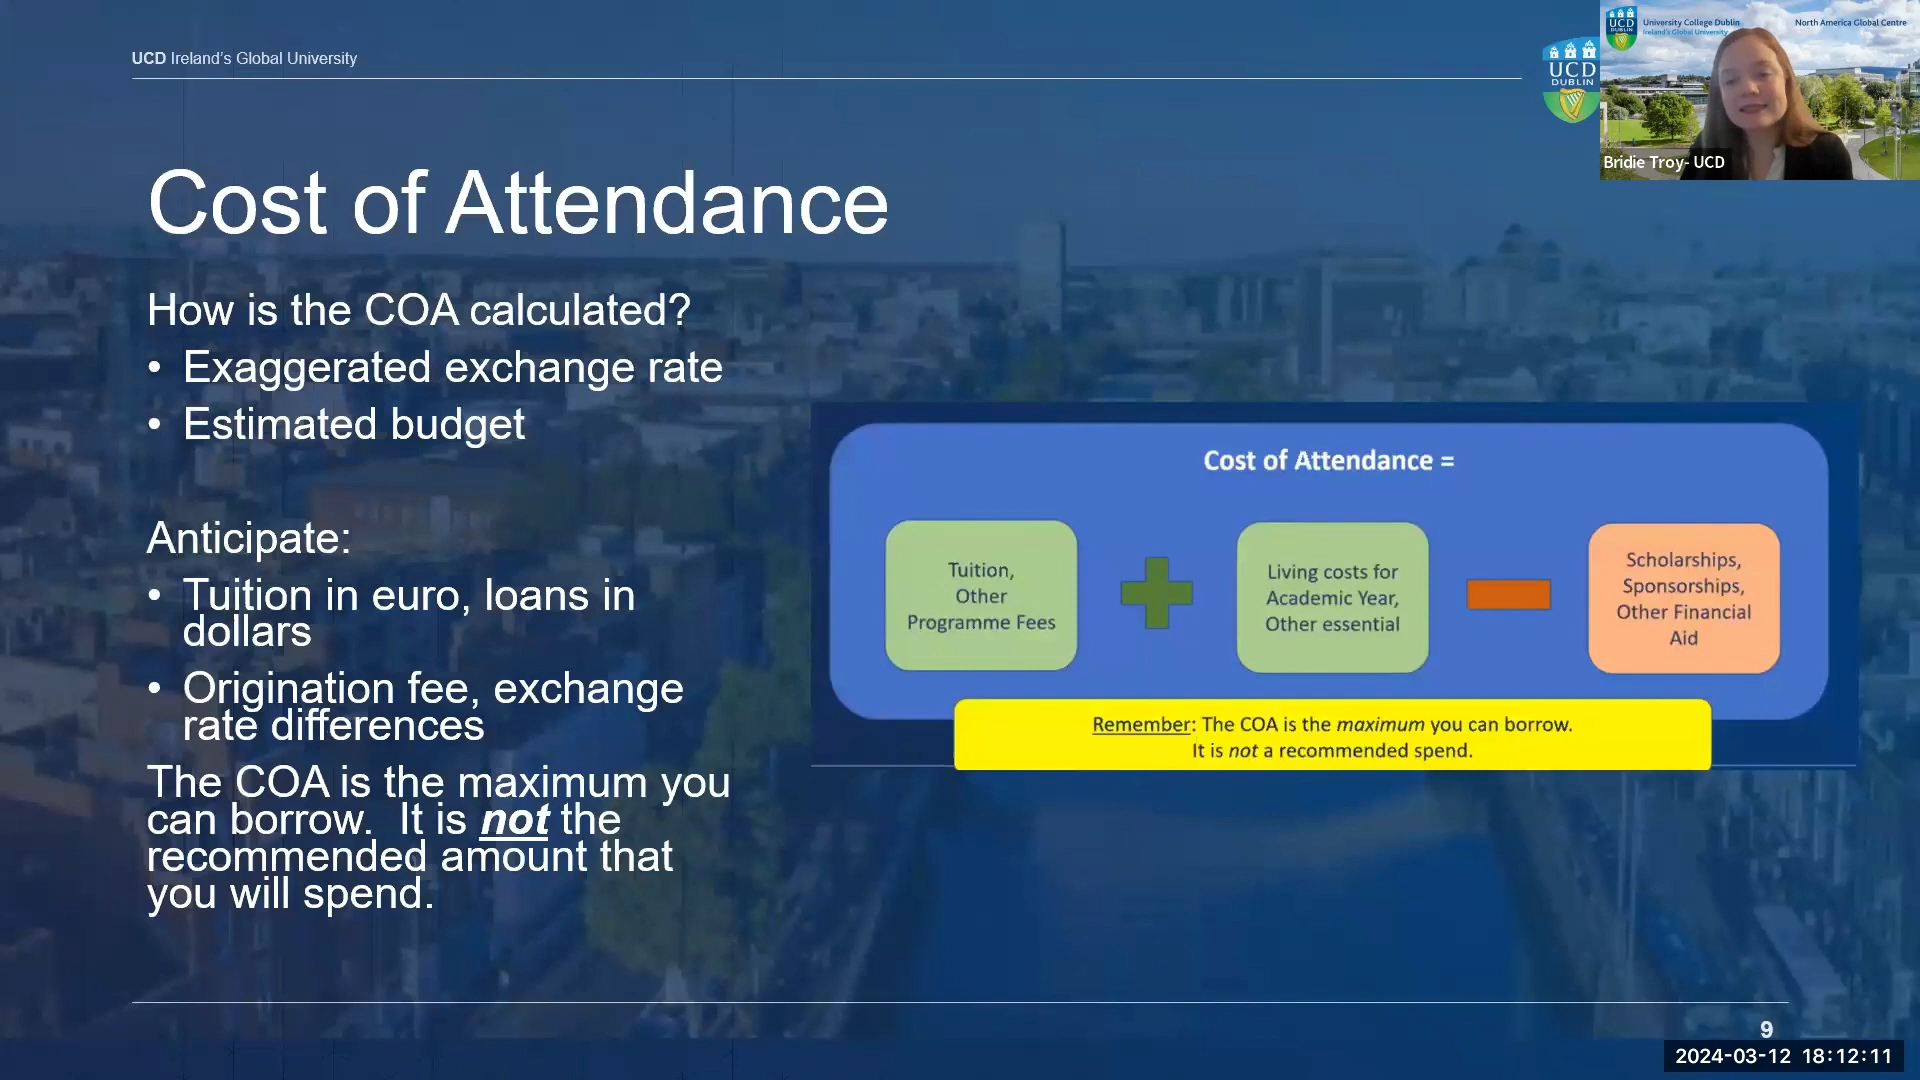 UCD Ireland's Global University
UCD
DUBLIN
UCD
DUBLIN
University College Dublin
Ireland's Global University
North America Global Centre
Bridie Troy- UCD
Cost of Attendance
How is the COA calculated?
• Exaggerated exchange rate
• Estimated budget
Anticipate:
• Tuition in euro, loans in
dollars
• Origination fee, exchange
rate differences
The COA is the maximum you
can borrow.  It is not the
recommended amount that
you will spend.
Cost of Attendance =
Tuition,
Other
Programme Fees
Living costs for
Academic Year,
Other essential
Scholarships,
Sponsorships,
Other Financial
Aid
Remember: The COA is the maximum you can borrow.
It is not a recommended spend.
9
2024-03-12 18:12:11